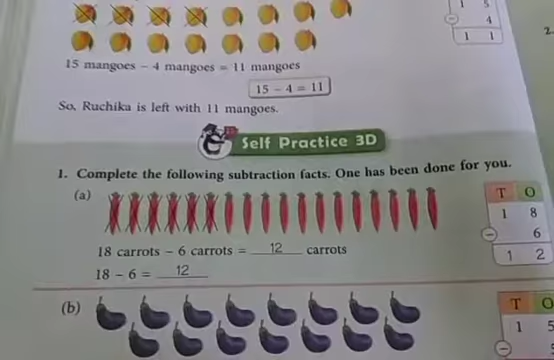 1 5
− 4
1 1
2.
15 mangoes − 4 mangoes = 11 mangoes
15 − 4 = 11
So, Ruchika is left with 11 mangoes.
Self Practice 3D
1. Complete the following subtraction facts. One has been done for you.
(a)
T O
1 8
− 6
1 2
18 carrots − 6 carrots = 12 carrots
18 − 6 = 12
(b)
T O
1 5
−